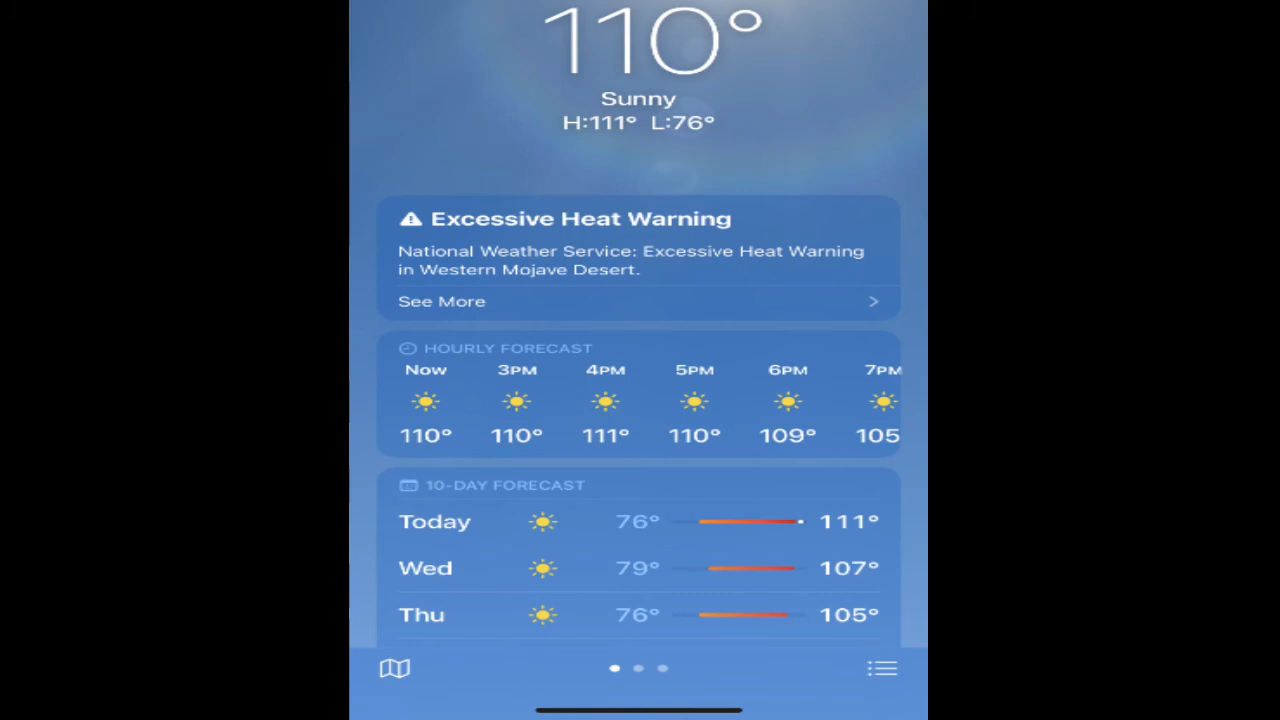 110°
Sunny
H:111° L:76°
Excessive Heat Warning
National Weather Service: Excessive Heat Warning
in Western Mojave Desert.
See More
HOURLY FORECAST
Now 3PM 4PM 5PM 6PM 7PM
110° 110° 111° 110° 109° 105
10-DAY FORECAST
Today 76° 111°
Wed 79° 107°
Thu 76° 105°